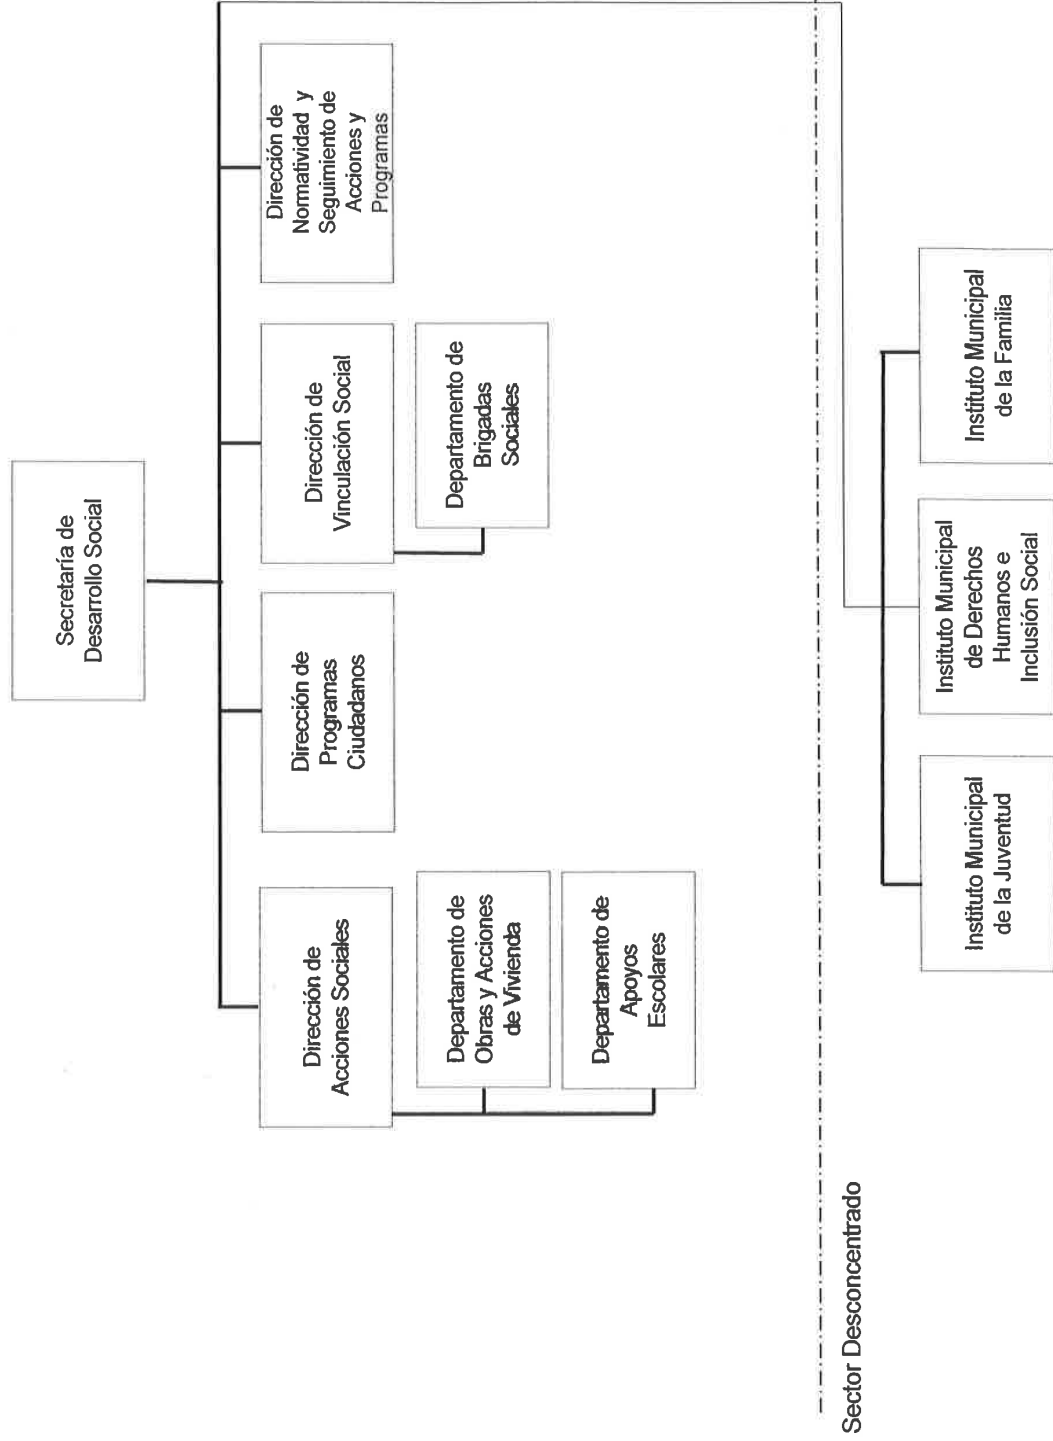 Secretaría de
Desarrollo Social
Dirección de
Acciones Sociales
Departamento de
Obras y Acciones
de Vivienda
Departamento de
Apoyos
Escolares
Dirección de
Programas
Ciudadanos
Dirección de
Vinculación Social
Departamento de
Brigadas
Sociales
Dirección de
Normatividad y
Seguimiento de
Acciones y
Programas
Sector Desconcentrado
Instituto Municipal
de la Juventud
Instituto Municipal
de Derechos
Humanos e
Inclusión Social
Instituto Municipal
de la Familia